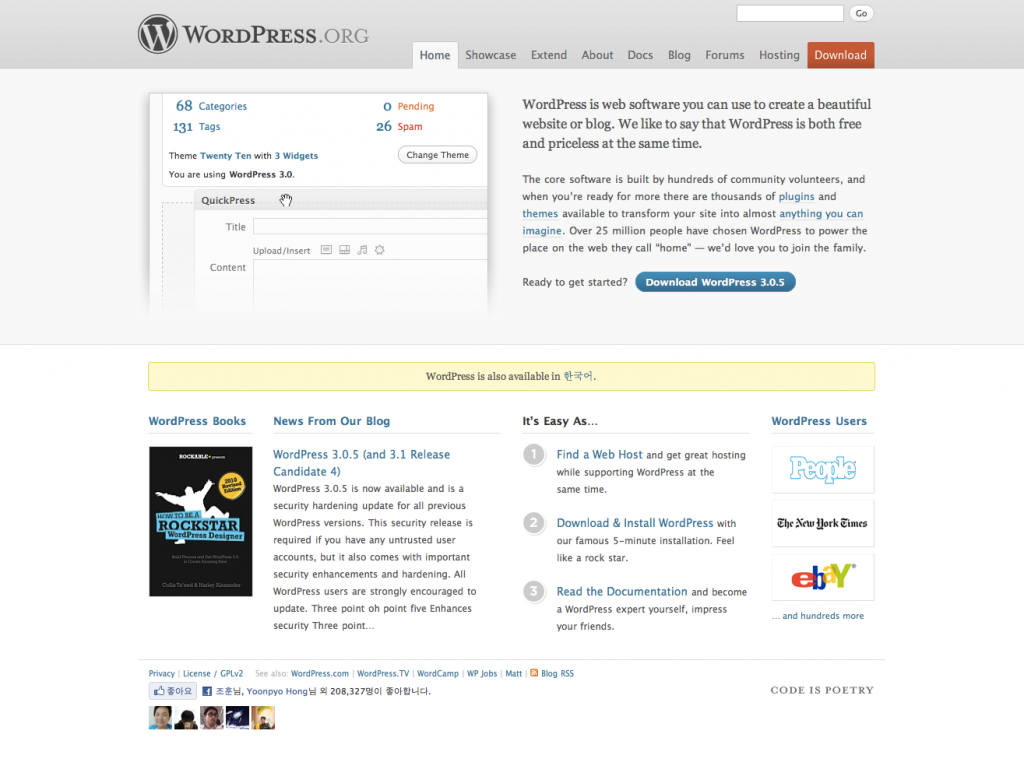 WORDPRESS.ORG
Go
Home Showcase Extend About Docs Blog Forums Hosting Download
68 Categories 0 Pending
131 Tags 26 Spam
Theme Twenty Ten with 3 Widgets Change Theme
You are using WordPress 3.0.
QuickPress
Title
Upload/Insert
Content
WordPress is web software you can use to create a beautiful
website or blog. We like to say that WordPress is both free
and priceless at the same time.
The core software is built by hundreds of community volunteers, and
when you're ready for more there are thousands of plugins and
themes available to transform your site into almost anything you can
imagine. Over 25 million people have chosen WordPress to power the
place on the web they call “home” — we'd love you to join the family.
Ready to get started? Download WordPress 3.0.5
WordPress is also available in 한국어.
WordPress Books
ROCKABLE presents
2010
Revised
Edition
HOW TO BE A
ROCKSTAR
WordPress Designer
Collis Ta'eed & Harley Alexander
News From Our Blog
WordPress 3.0.5 (and 3.1 Release
Candidate 4)
WordPress 3.0.5 is now available and is a
security hardening update for all previous
WordPress versions. This security release is
required if you have any untrusted user
accounts, but it also comes with important
security enhancements and hardening. All
WordPress users are strongly encouraged to
update. Three point oh point five Enhances
security Three point...
It's Easy As...
1 Find a Web Host and get great hosting
while supporting WordPress at the
same time.
2 Download & Install WordPress with
our famous 5-minute installation. Feel
like a rock star.
3 Read the Documentation and become
a WordPress expert yourself, impress
your friends.
WordPress Users
People
The New York Times
ebaY®
... and hundreds more
Privacy | License / GPLv2 See also: WordPress.com | WordPress.TV | WordCamp | WP Jobs | Matt | Blog RSS
좋아요 조훈님, Yoonpyo Hong님 외 208,327명이 좋아합니다.
CODE IS POETRY